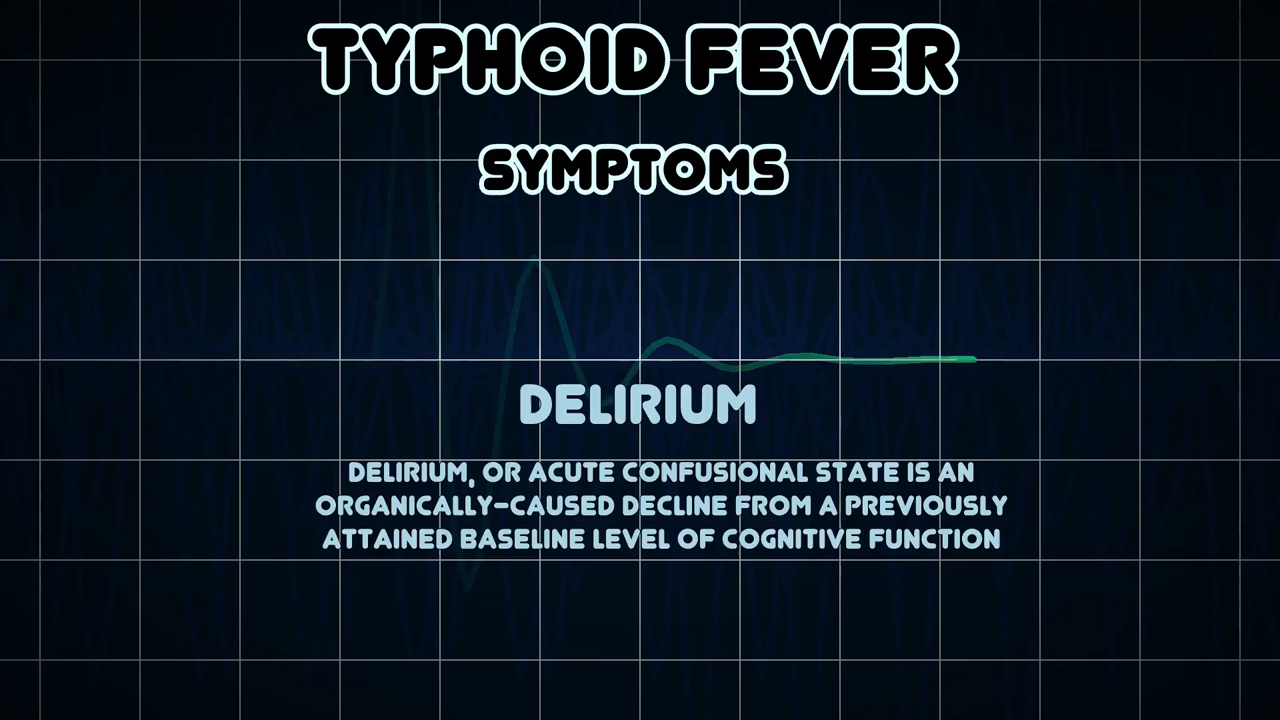 TYPHOID FEVER
SYMPTOMS
DELIRIUM
DELIRIUM, OR ACUTE CONFUSIONAL STATE IS AN
ORGANICALLY-CAUSED DECLINE FROM A PREVIOUSLY
ATTAINED BASELINE LEVEL OF COGNITIVE FUNCTION